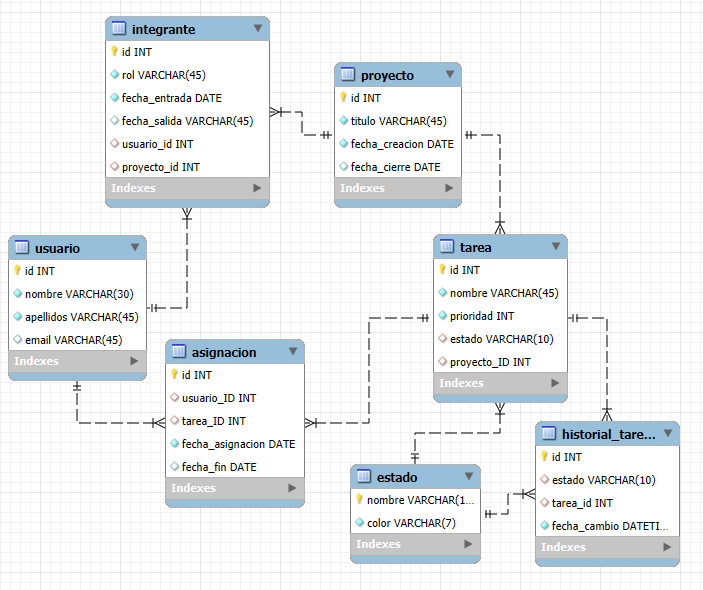 integrante
id INT
rol VARCHAR(45)
fecha_entrada DATE
fecha_salida VARCHAR(45)
usuario_id INT
proyecto_id INT
Indexes
proyecto
id INT
titulo VARCHAR(45)
fecha_creacion DATE
fecha_cierre DATE
Indexes
usuario
id INT
nombre VARCHAR(30)
apellidos VARCHAR(45)
email VARCHAR(45)
Indexes
tarea
id INT
nombre VARCHAR(45)
prioridad INT
estado VARCHAR(10)
proyecto_ID INT
Indexes
asignacion
id INT
usuario_ID INT
tarea_ID INT
fecha_asignacion DATE
fecha_fin DATE
Indexes
estado
nombre VARCHAR(1...
color VARCHAR(7)
Indexes
historial_tare...
id INT
estado VARCHAR(10)
tarea_id INT
fecha_cambio DATETI...
Indexes